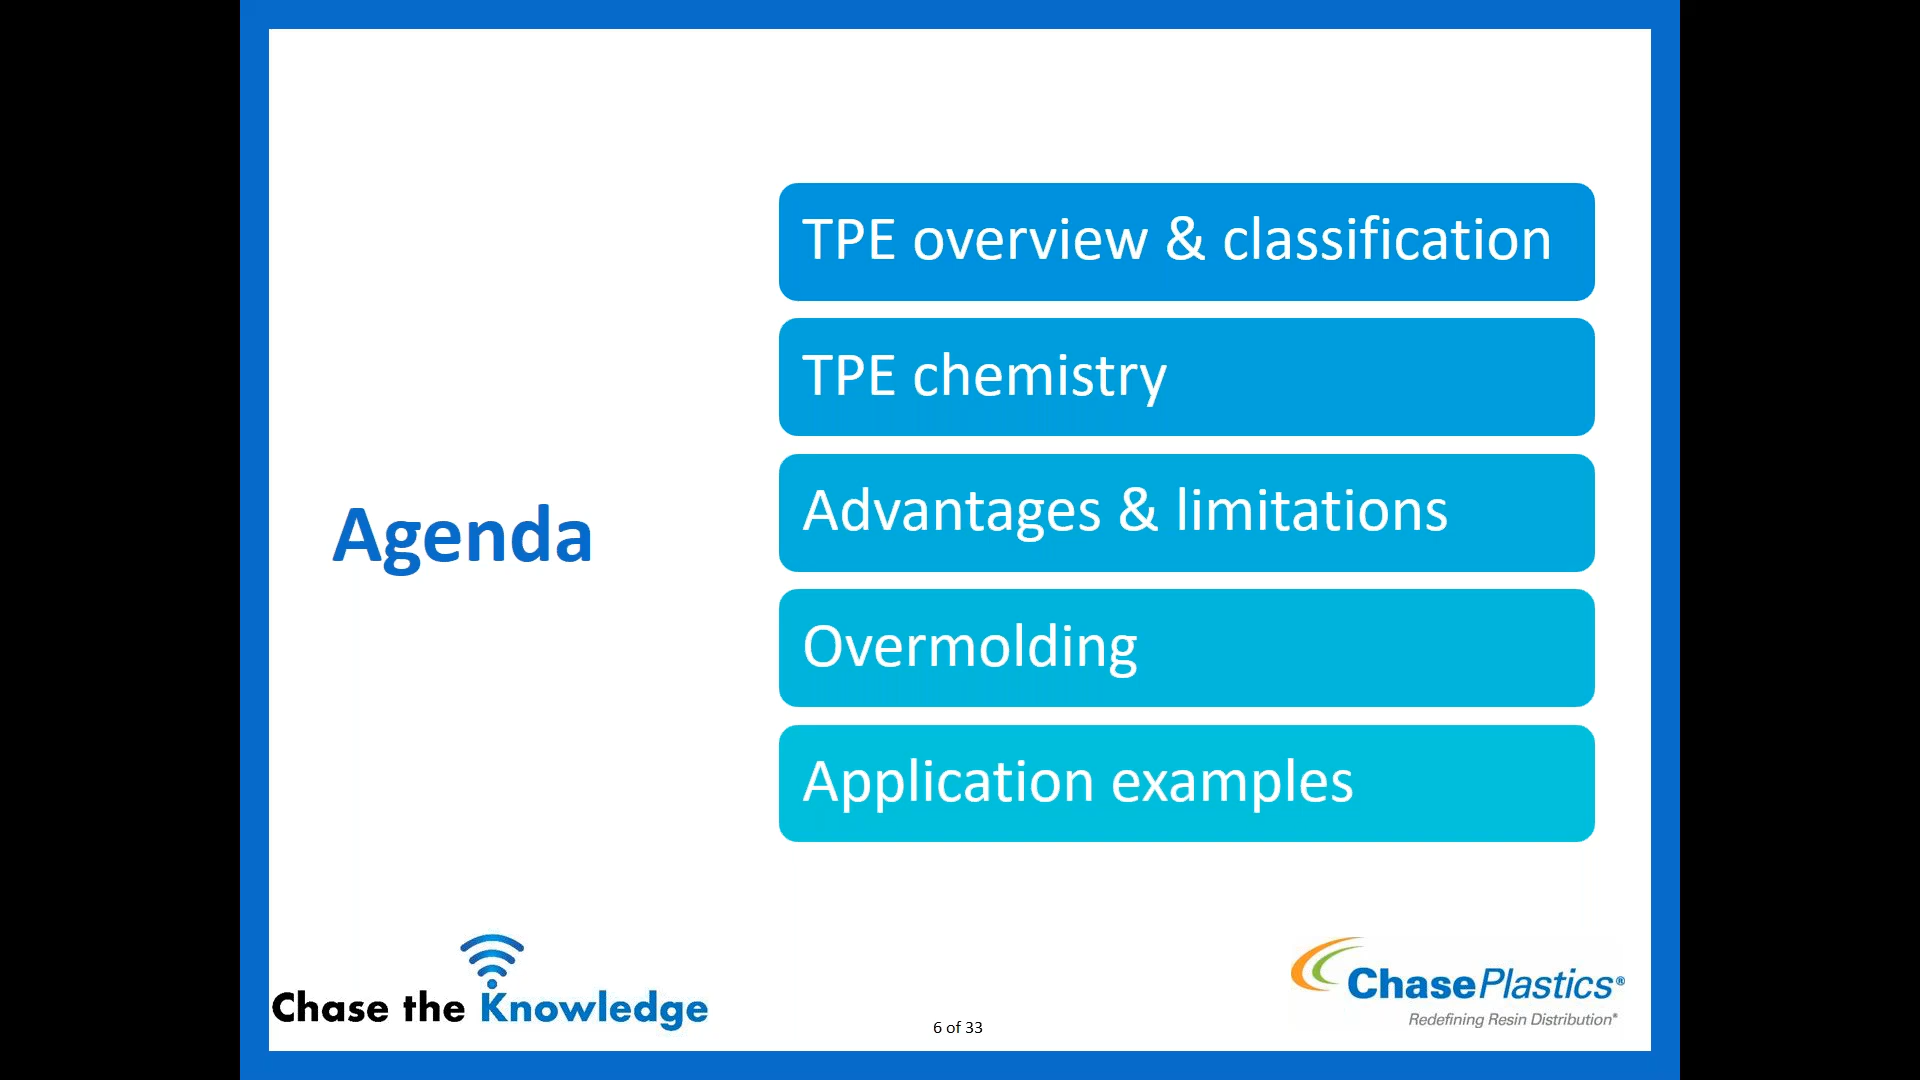 Agenda
TPE overview & classification
TPE chemistry
Advantages & limitations
Overmolding
Application examples
Chase the Knowledge
6 of 33
ChasePlastics®
Redefining Resin Distribution®